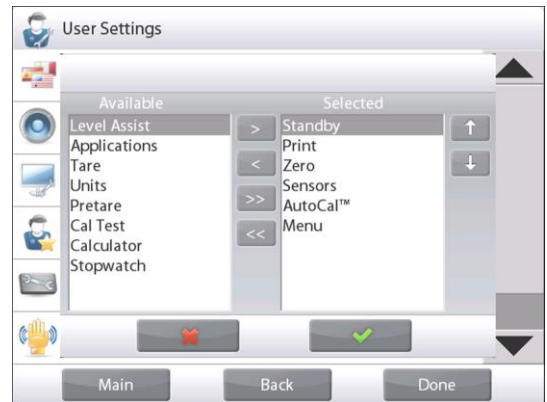 User Settings
Available
Selected
Level Assist
Applications
Tare
Units
Pretare
Cal Test
Calculator
Stopwatch
>
<
>>
<<
Standby
Print
Zero
Sensors
AutoCal™
Menu
↑
↓
Main
Back
Done